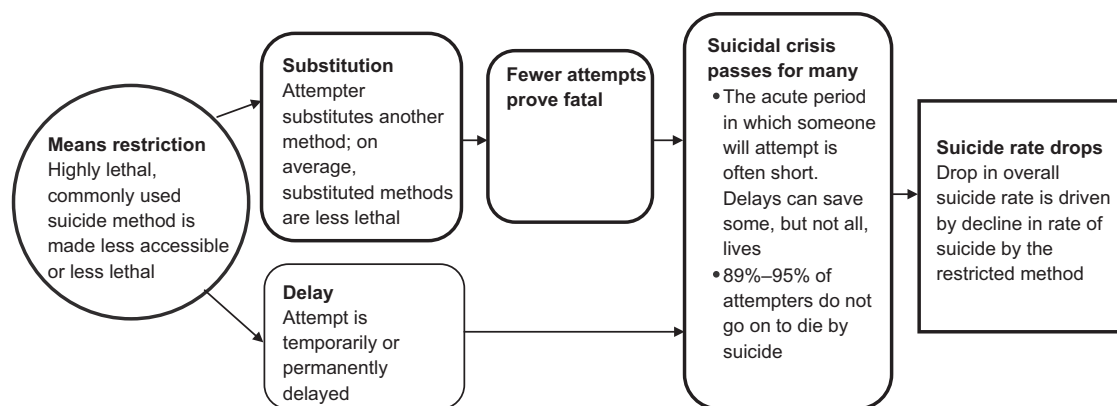 Means restriction
Highly lethal,
commonly used
suicide method is
made less accessible
or less lethal
Substitution
Attempter
substitutes another
method; on
average,
substituted methods
are less lethal
Delay
Attempt is
temporarily or
permanently
delayed
Fewer attempts
prove fatal
Suicidal crisis
passes for many
•The acute period
in which someone
will attempt is
often short.
Delays can save
some, but not all,
lives
•89%–95% of
attempters do not
go on to die by
suicide
Suicide rate drops
Drop in overall
suicide rate is driven
by decline in rate of
suicide by the
restricted method